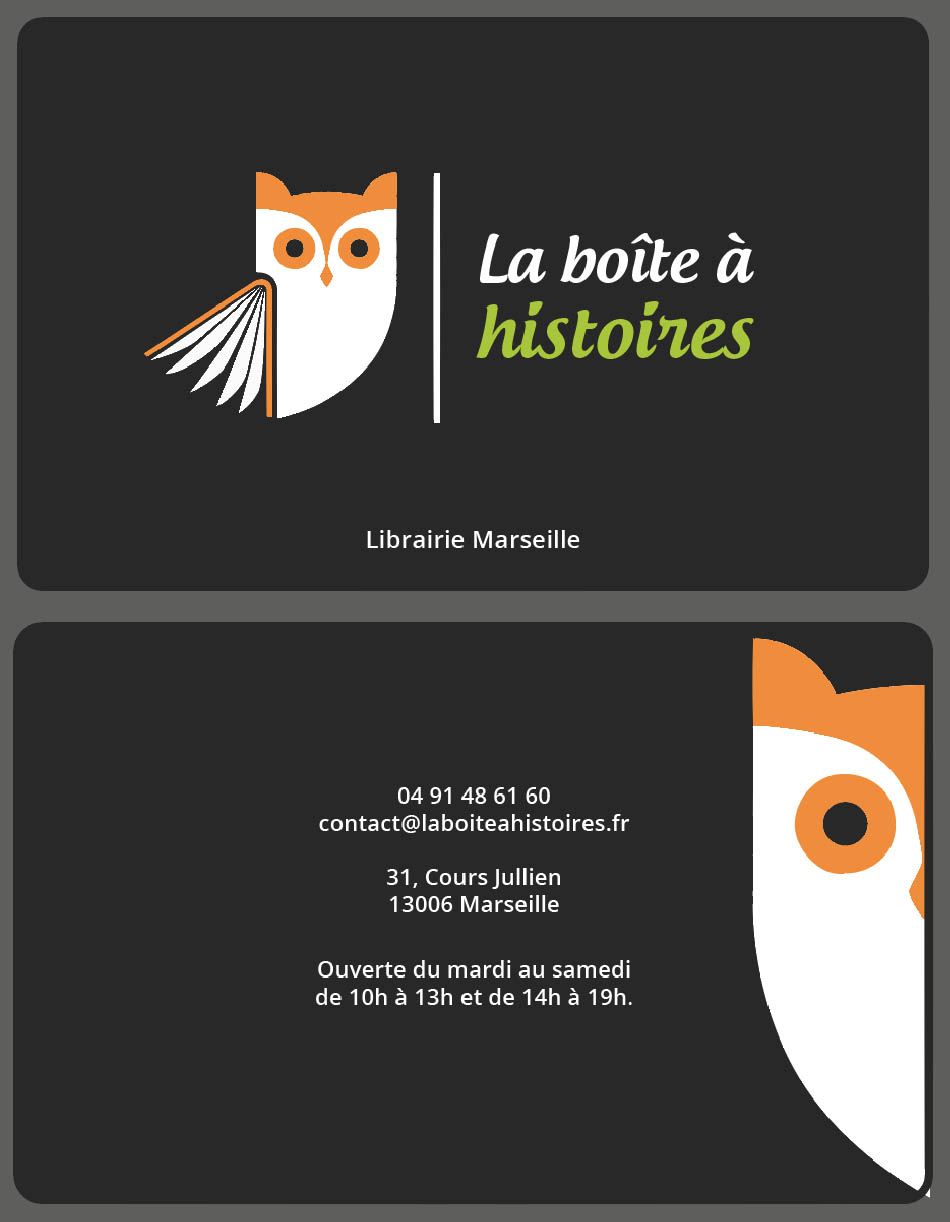 La boîte à
histoires
Librairie Marseille
04 91 48 61 60
contact@laboiteahistoires.fr
31, Cours Jullien
13006 Marseille
Ouverte du mardi au samedi
de 10h à 13h et de 14h à 19h.